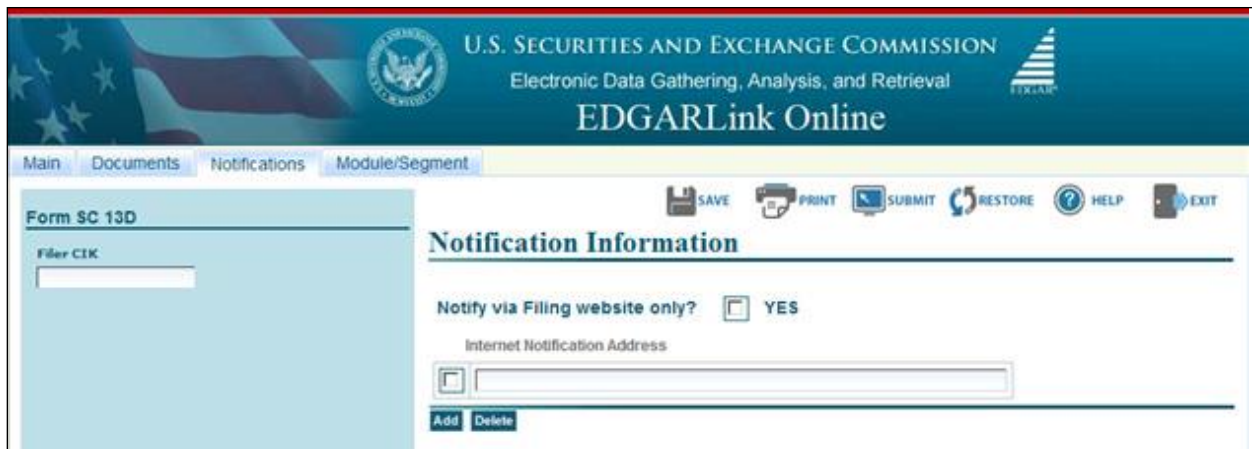 U.S. SECURITIES AND EXCHANGE COMMISSION
Electronic Data Gathering, Analysis, and Retrieval
EDGAR
EDGARLink Online
Main Documents Notifications Module/Segment
SAVE PRINT SUBMIT RESTORE HELP EXIT
Form SC 13D
Notification Information
Filer CIK
Notify via Filing website only? YES
Internet Notification Address
Add Delete